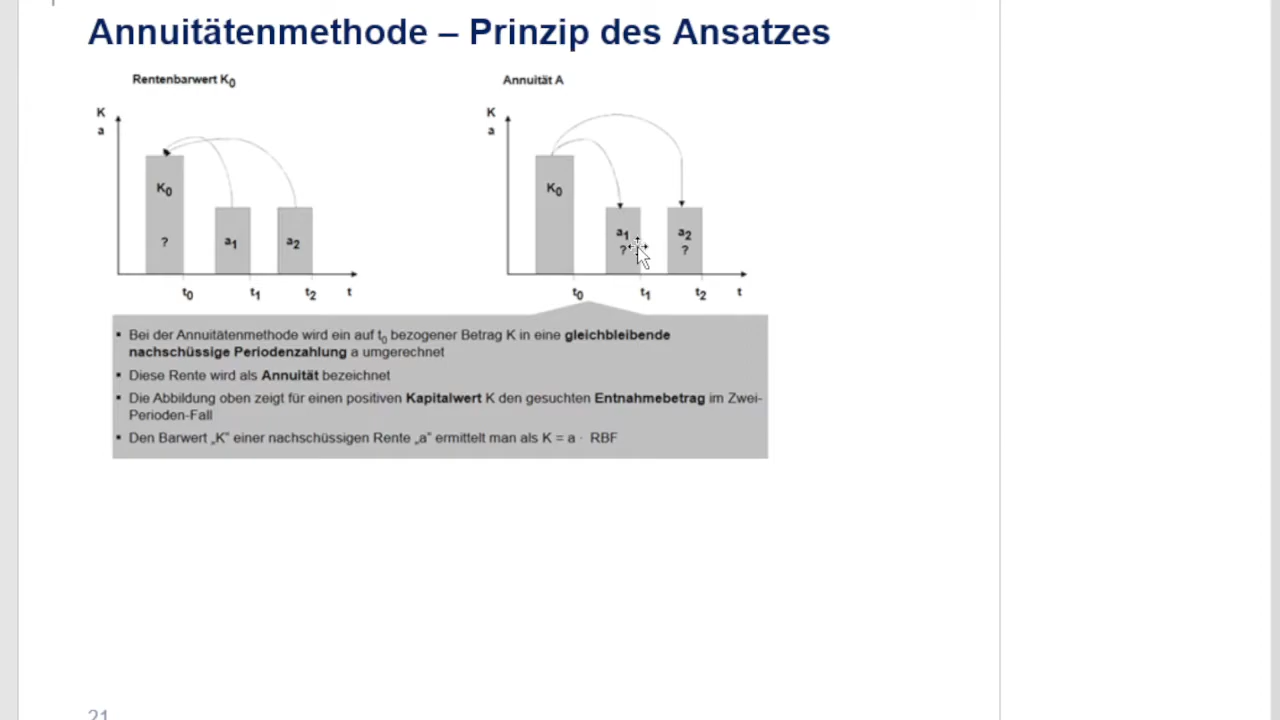 Annuitätenmethode – Prinzip des Ansatzes
Rentenbarwert K0
K
a
K0
?
a1
a2
t0
t1
t2
t
Annuität A
K
a
K0
a1
?
a2
?
t0
t1
t2
t
▪ Bei der Annuitätenmethode wird ein auf t0 bezogener Betrag K in eine gleichbleibende
nachschüssige Periodenzahlung a umgerechnet
▪ Diese Rente wird als Annuität bezeichnet
▪ Die Abbildung oben zeigt für einen positiven Kapitalwert K den gesuchten Entnahmebetrag im Zwei-
Perioden-Fall
▪ Den Barwert „K“ einer nachschüssigen Rente „a“ ermittelt man als K = a · RBF
21